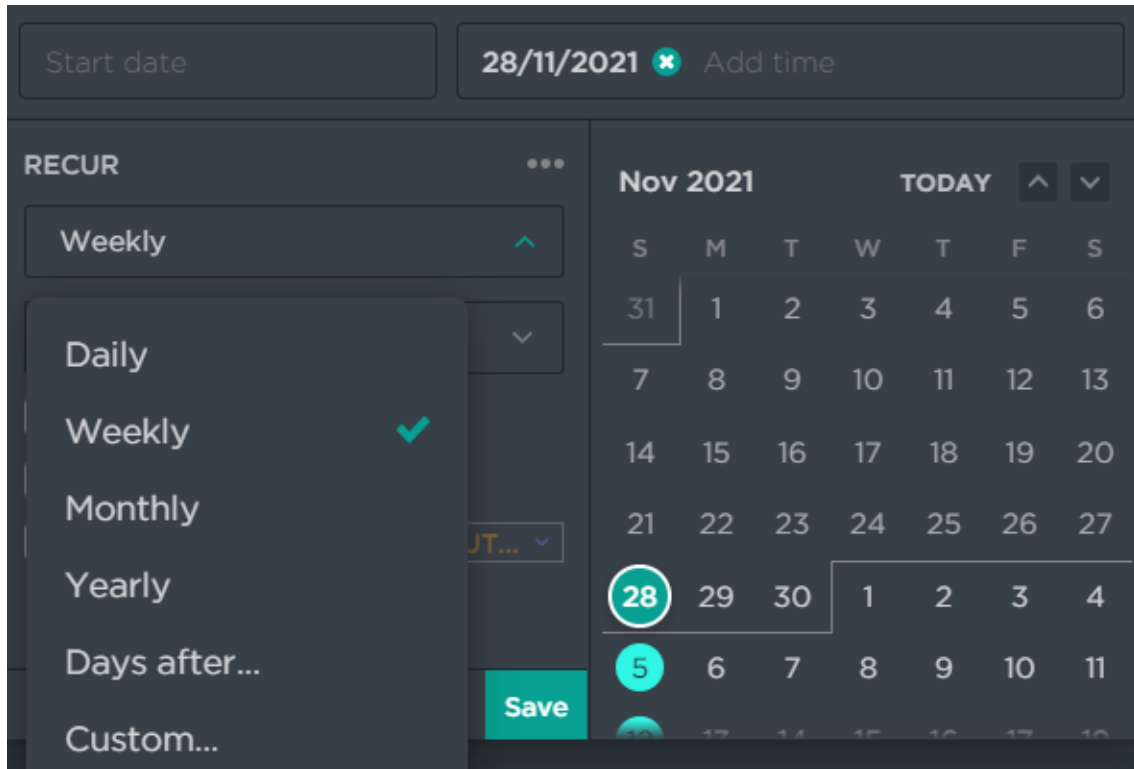 Start date 28/11/2021 Add time
RECUR
Weekly
Daily
Weekly
Monthly
Yearly
Days after...
Custom...
UT...
Save
Nov 2021 TODAY
S M T W T F S
31 1 2 3 4 5 6
7 8 9 10 11 12 13
14 15 16 17 18 19 20
21 22 23 24 25 26 27
28 29 30 1 2 3 4
5 6 7 8 9 10 11